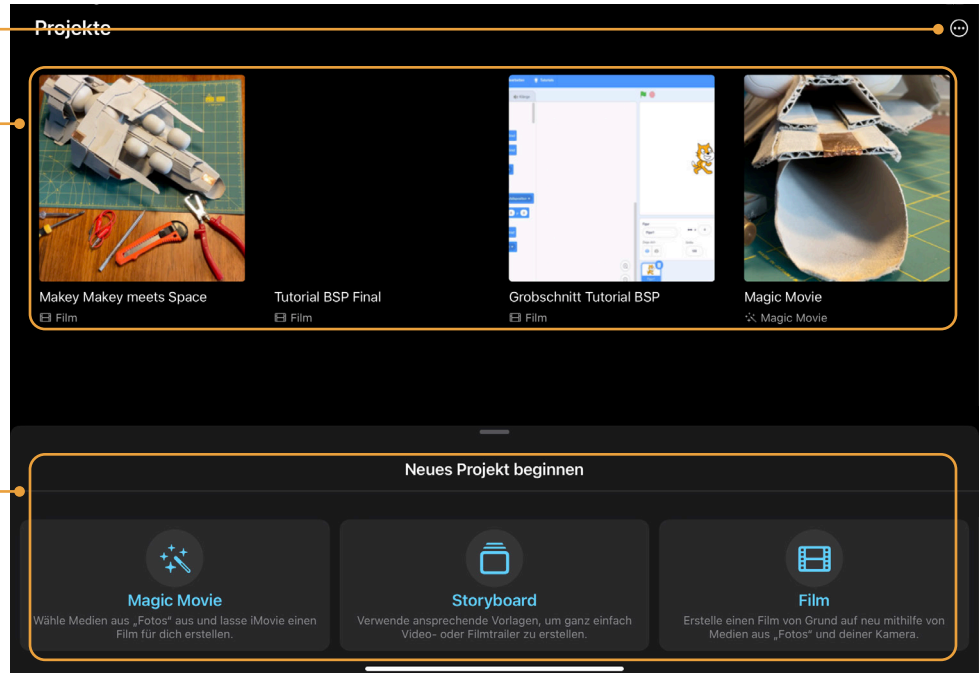 Projekte
Makey Makey meets Space
Film
Tutorial BSP Final
Film
Grobschnitt Tutorial BSP
Film
Magic Movie
Magic Movie
Neues Projekt beginnen
Magic Movie
Wähle Medien aus „Fotos“ aus und lasse iMovie einen
Film für dich erstellen.
Storyboard
Verwende ansprechende Vorlagen, um ganz einfach
Video- oder Filmtrailer zu erstellen.
Film
Erstelle einen Film von Grund auf neu mithilfe von
Medien aus „Fotos“ und deiner Kamera.